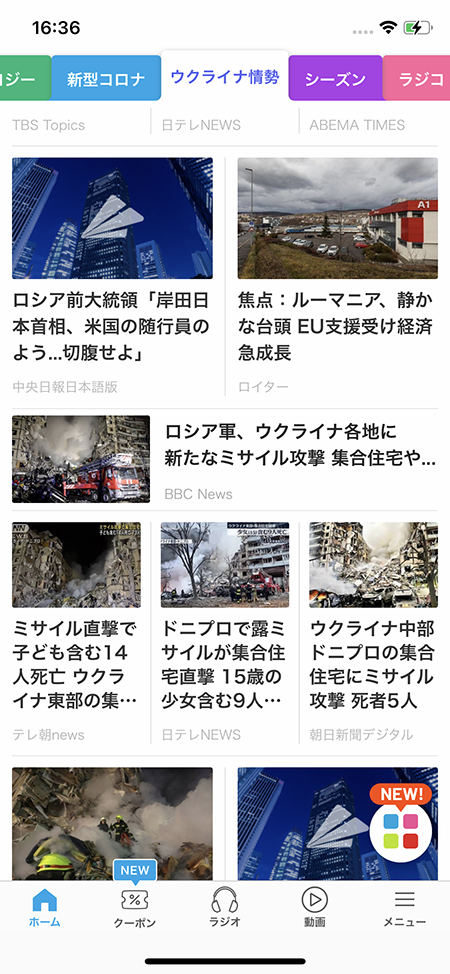 16:36
ロジー
新型コロナ
ウクライナ情勢
シーズン
ラジコ
TBS Topics
日テレNEWS
ABEMA TIMES
A1
ロシア前大統領「岸田日
本首相、米国の随行員の
よう...切腹せよ」
中央日報日本語版
焦点：ルーマニア、静か
な台頭 EU支援受け経済
急成長
ロイター
ロシア軍、ウクライナ各地に
新たなミサイル攻撃 集合住宅や...
BBC News
ミサイル直撃で
子ども含む14
人死亡 ウクラ
イナ東部の集…
テレ朝news
ドニプロで露ミ
サイルが集合住
宅直撃 15歳の
少女含む9人…
日テレNEWS
ウクライナ中部
ドニプロの集合
住宅にミサイル
攻撃 死者5人
朝日新聞デジタル
NEW!
NEW
ホーム
クーポン
ラジオ
動画
メニュー